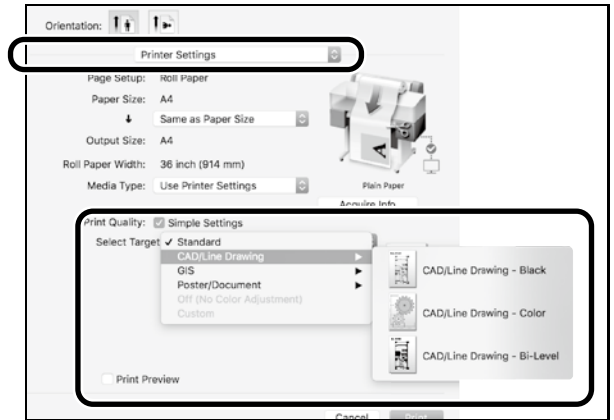 Orientation:
Printer Settings
Page Setup: Roll Paper
Paper Size: A4
Same as Paper Size
Output Size: A4
Roll Paper Width: 36 inch (914 mm)
Media Type: Use Printer Settings
Plain Paper
Acquire Info.
Print Quality: Simple Settings
Select Target
Standard
CAD/Line Drawing
GIS
Poster/Document
Off (No Color Adjustment)
Custom
CAD/Line Drawing - Black
CAD/Line Drawing - Color
CAD/Line Drawing - Bi-Level
Print Preview
Cancel Print